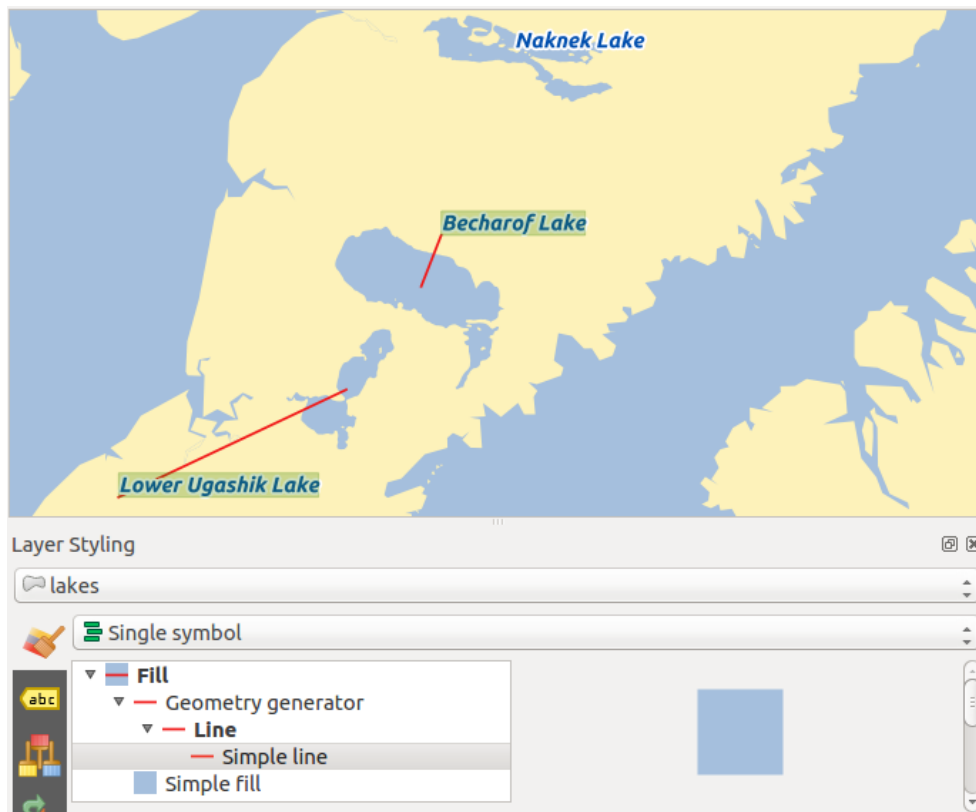 Naknek Lake
Becharof Lake
Lower Ugashik Lake
Layer Styling
lakes
Single symbol
abc
Fill
Geometry generator
Line
Simple line
Simple fill